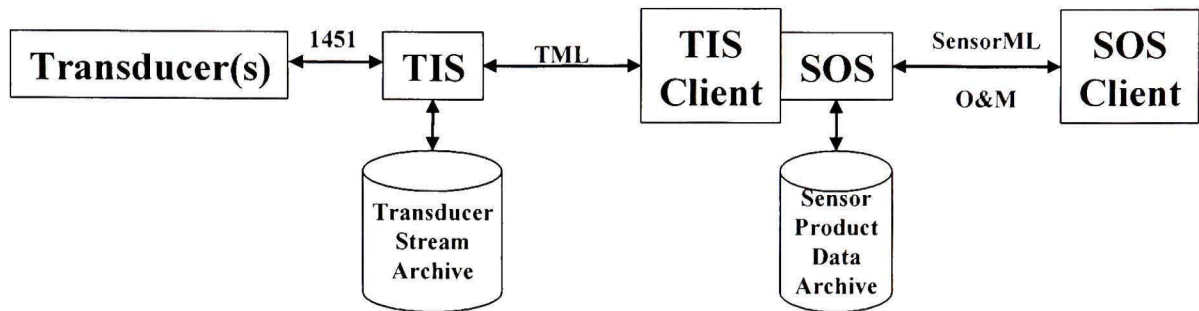 Transducer(s)
1451
TIS
TML
TIS
Client
SOS
SensorML
O&M
SOS
Client
Transducer
Stream
Archive
Sensor
Product
Data
Archive